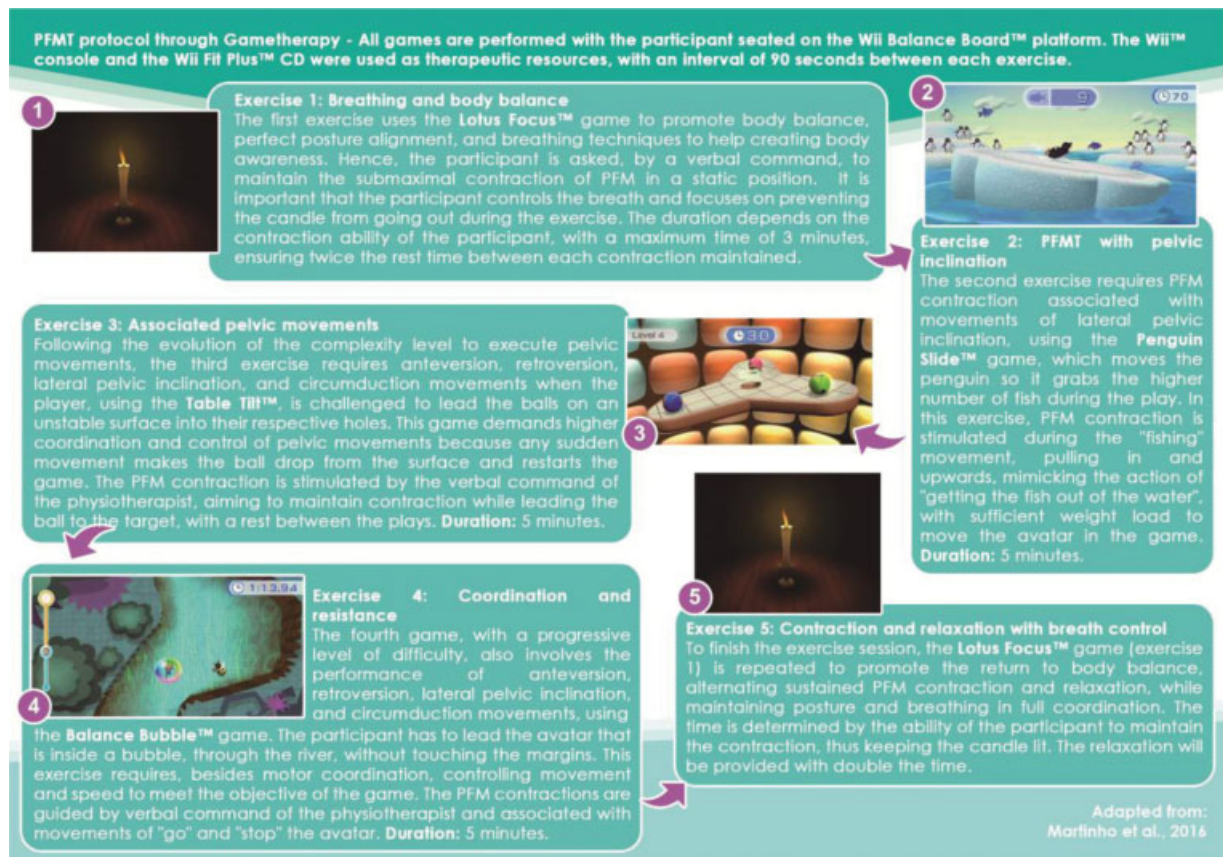 PFMT protocol through Gametherapy - All games are performed with the participant seated on the Wii Balance Board™ platform. The Wii™
console and the Wii Fit Plus™ CD were used as therapeutic resources, with an interval of 90 seconds between each exercise.
1
Exercise 1: Breathing and body balance
The first exercise uses the Lotus Focus™ game to promote body balance,
perfect posture alignment, and breathing techniques to help creating body
awareness. Hence, the participant is asked, by a verbal command, to
maintain the submaximal contraction of PFM in a static position. It is
important that the participant controls the breath and focuses on preventing
the candle from going out during the exercise. The duration depends on the
contraction ability of the participant, with a maximum time of 3 minutes,
ensuring twice the rest time between each contraction maintained.
2
9
70
Exercise 2: PFMT with pelvic
inclination
The second exercise requires PFM
contraction associated with
movements of lateral pelvic
inclination, using the Penguin
Slide™ game, which moves the
penguin so it grabs the higher
number of fish during the play. In
this exercise, PFM contraction is
stimulated during the "fishing"
movement, pulling in and
upwards, mimicking the action of
"getting the fish out of the water",
with sufficient weight load to
move the avatar in the game.
Duration: 5 minutes.
Exercise 3: Associated pelvic movements
Following the evolution of the complexity level to execute pelvic
movements, the third exercise requires anteversion, retroversion,
lateral pelvic inclination, and circumduction movements when the
player, using the Table Tilt™, is challenged to lead the balls on an
unstable surface into their respective holes. This game demands higher
coordination and control of pelvic movements because any sudden
movement makes the ball drop from the surface and restarts the
game. The PFM contraction is stimulated by the verbal command of
the physiotherapist, aiming to maintain contraction while leading the
ball to the target, with a rest between the plays. Duration: 5 minutes.
Level 4
30
3
1:13.94
4
Exercise 4: Coordination and
resistance
The fourth game, with a progressive
level of difficulty, also involves the
performance of anteversion,
retroversion, lateral pelvic inclination,
and circumduction movements, using
the Balance Bubble™ game. The participant has to lead the avatar that
is inside a bubble, through the river, without touching the margins. This
exercise requires, besides motor coordination, controlling movement
and speed to meet the objective of the game. The PFM contractions are
guided by verbal command of the physiotherapist and associated with
movements of "go" and "stop" the avatar. Duration: 5 minutes.
5
Exercise 5: Contraction and relaxation with breath control
To finish the exercise session, the Lotus Focus™ game (exercise
1) is repeated to promote the return to body balance,
alternating sustained PFM contraction and relaxation, while
maintaining posture and breathing in full coordination. The
time is determined by the ability of the participant to maintain
the contraction, thus keeping the candle lit. The relaxation will
be provided with double the time.
Adapted from:
Martinho et al., 2016